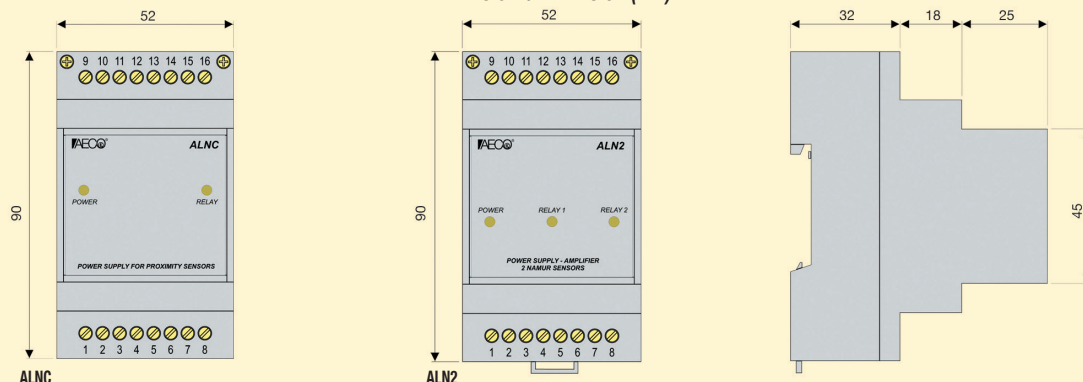 52
90
9 10 11 12 13 14 15 16
AECO ALNC
POWER RELAY
POWER SUPPLY FOR PROXIMITY SENSORS
1 2 3 4 5 6 7 8
ALNC
52
90
9 10 11 12 13 14 15 16
AECO ALN2
POWER RELAY 1 RELAY 2
POWER SUPPLY - AMPLIFIER
2 NAMUR SENSORS
1 2 3 4 5 6 7 8
ALN2
32 18 25
45